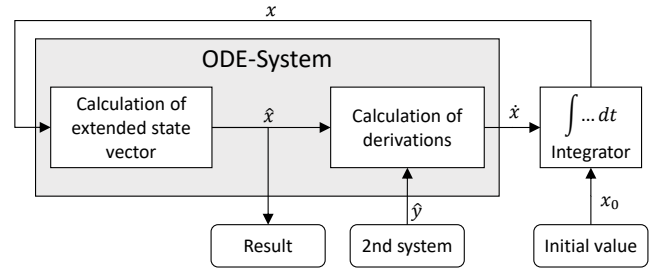 x
ODE-System
Calculation of
extended state
vector
x̂
Calculation of
derivations
ẋ
∫ ... dt
Integrator
ŷ
x₀
Result
2nd system
Initial value